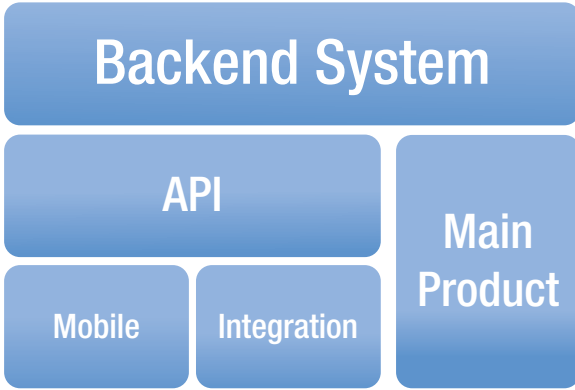 Backend System
API
Main
Product
Mobile
Integration